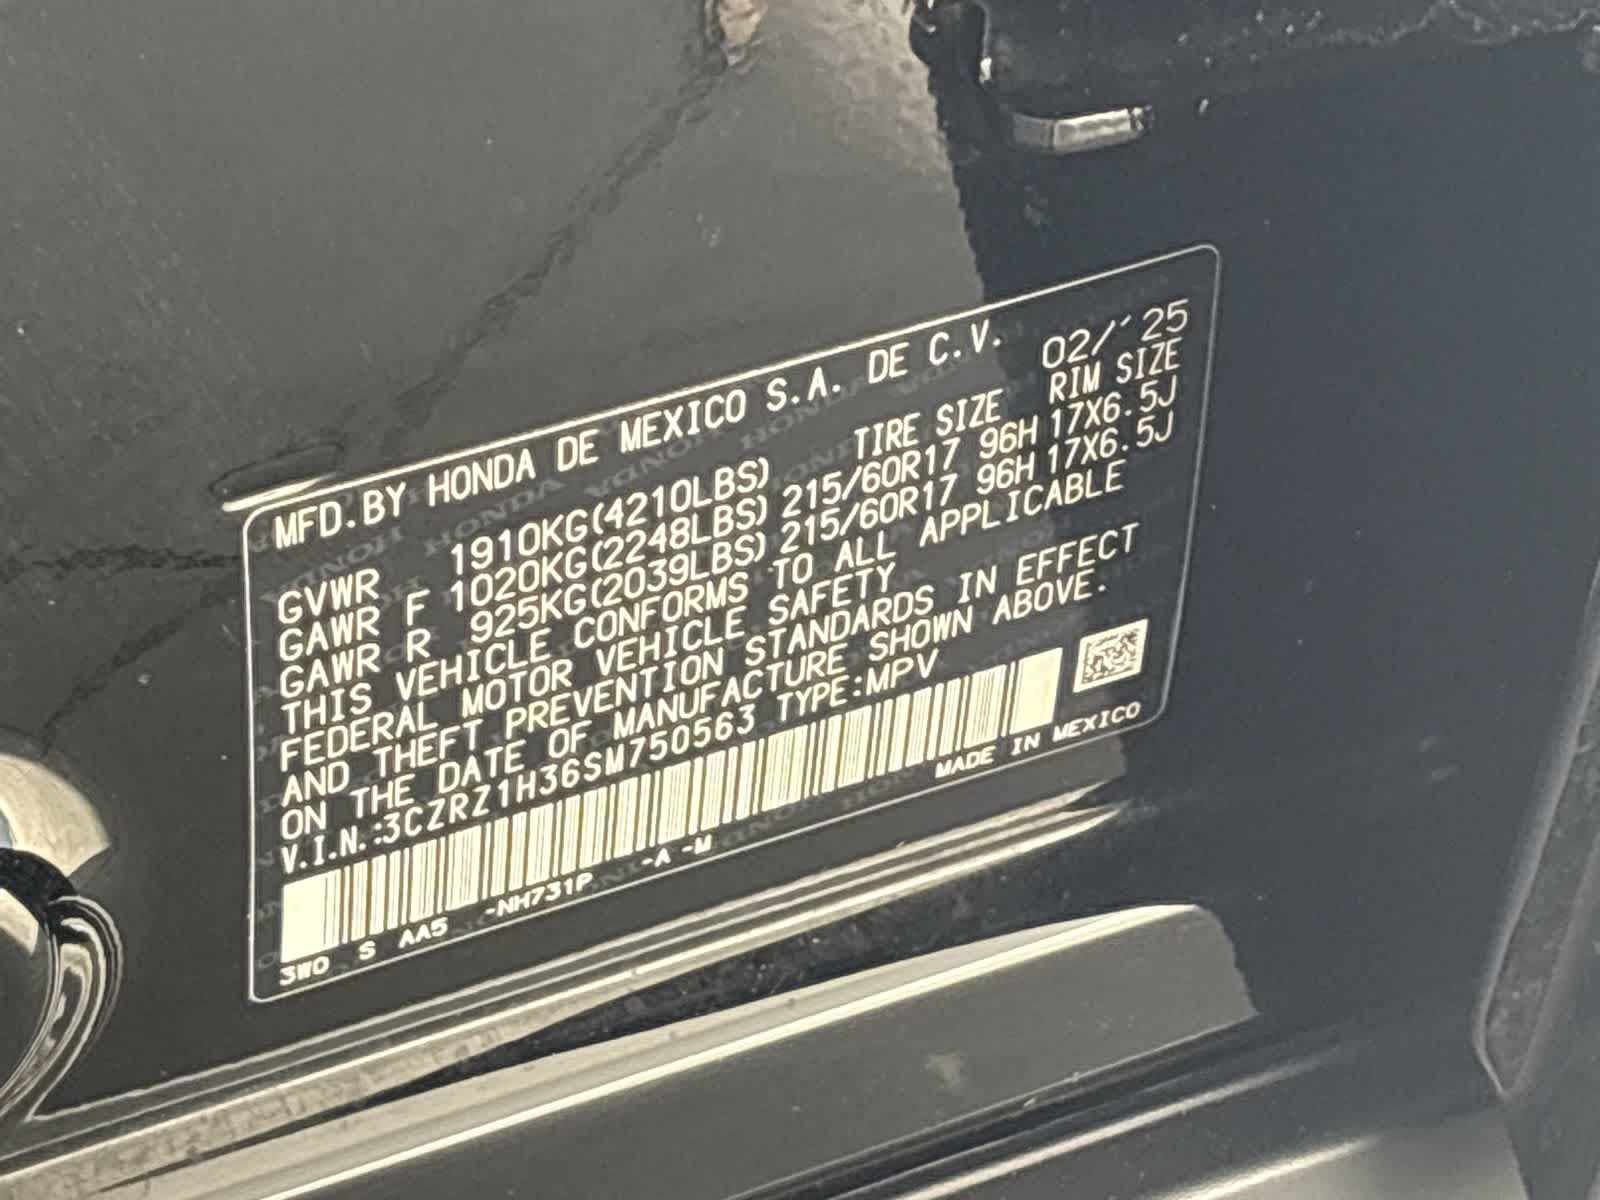 MFD.BY HONDA DE MEXICO S.A. DE C.V. 02/'25
TIRE SIZE RIM SIZE
GVWR 1910KG(4210LBS)
GAWR F 1020KG(2248LBS) 215/60R17 96H 17X6.5J
GAWR R 925KG(2039LBS) 215/60R17 96H 17X6.5J
THIS VEHICLE CONFORMS TO ALL APPLICABLE
FEDERAL MOTOR VEHICLE SAFETY
AND THEFT PREVENTION STANDARDS IN EFFECT
ON THE DATE OF MANUFACTURE SHOWN ABOVE.
V.I.N.:3CZRZ1H36SM750563 TYPE:MPV
MADE IN MEXICO
3W0 S AA5 -NH731P -A -M